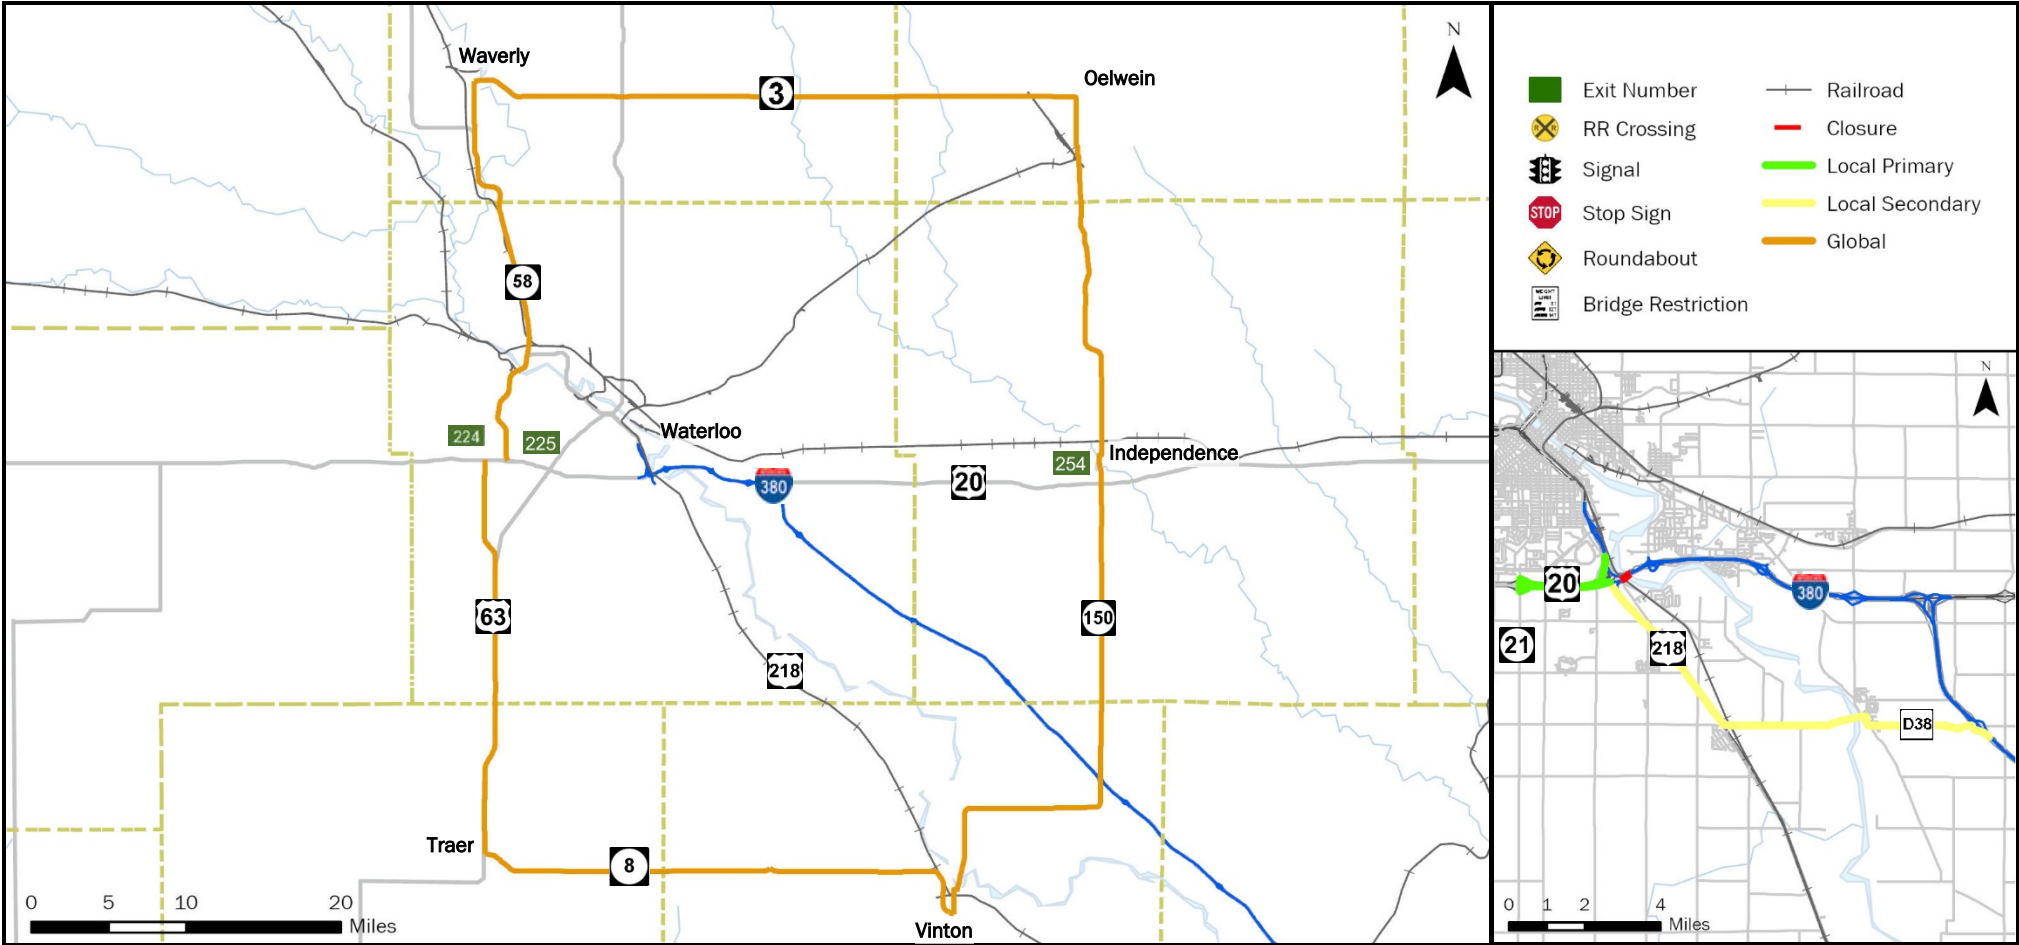 N
Waverly
Oelwein
3
58
Waterloo
224
225
254
Independence
380
20
63
150
218
Traer
8
Vinton
0 5 10 20
Miles
Exit Number
RR Crossing
Signal
STOP
Stop Sign
Roundabout
WEIGHT
LIMIT
Bridge Restriction
Railroad
Closure
Local Primary
Local Secondary
Global
N
20
380
21
218
D38
0 1 2 4
Miles